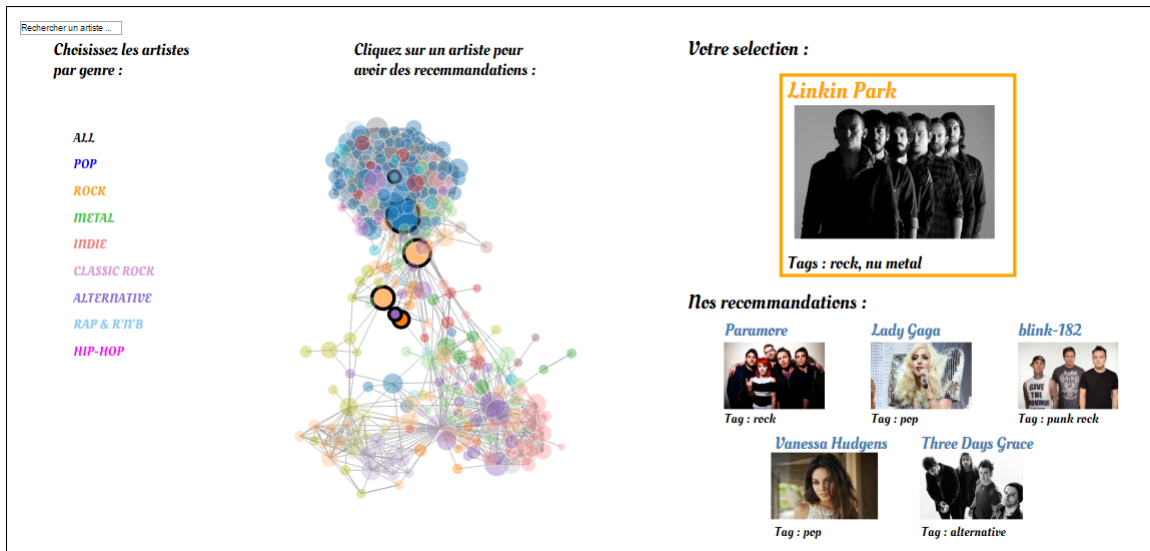 Rechercher un artiste ...
Choisissez les artistes
par genre :
ALL
POP
ROCK
METAL
INDIE
CLASSIC ROCK
ALTERNATIVE
RAP & R'N'B
HIP-HOP
Cliquez sur un artiste pour
avoir des recommandations :
Votre selection :
Linkin Park
Tags : rock, nu metal
Nos recommandations :
Paramore
Tag : rock
Lady Gaga
Tag : pop
blink-182
GIVE
THE
Tag : punk rock
Vanessa Hudgens
Tag : pop
Three Days Grace
Tag : alternative